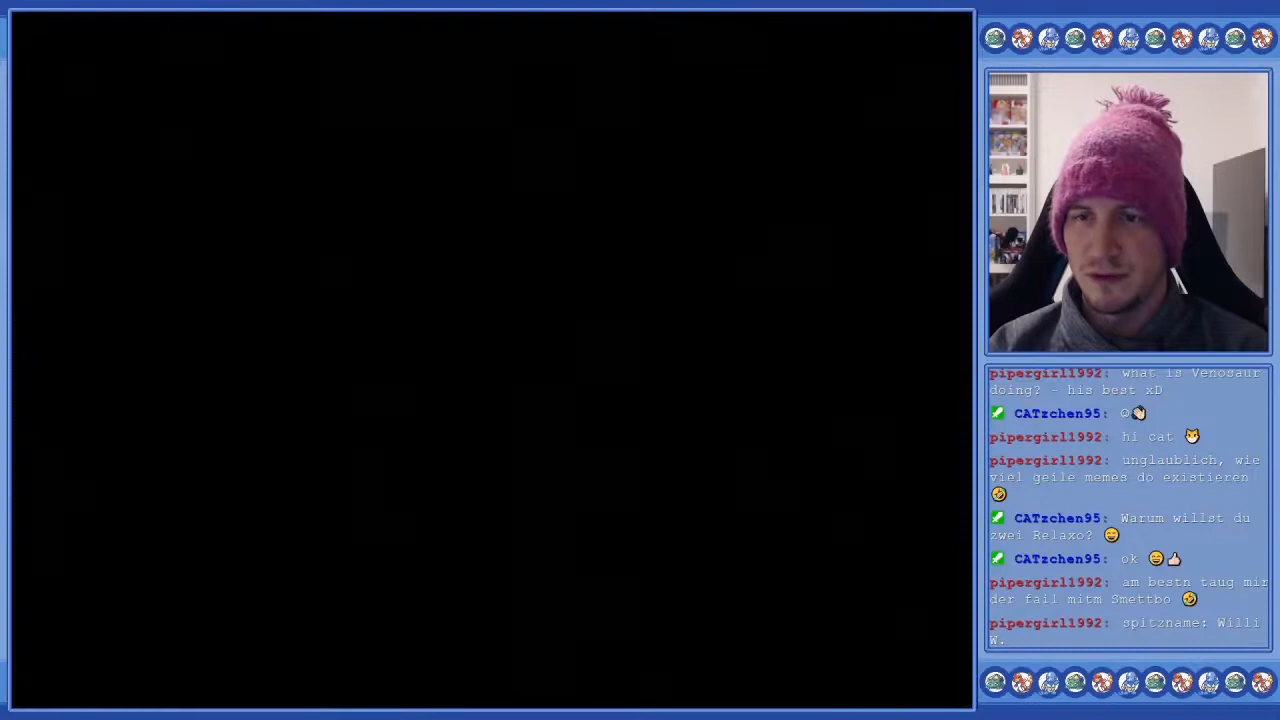 pipergirl1992: what is Venosaur
doing? - his best xD
CATzchen95: ☺👏🏻
pipergirl1992: hi cat 🐱
pipergirl1992: unglaublich, wie
viel geile memes do existieren
🤣
CATzchen95: Warum willst du
zwei Relaxo? 😄
CATzchen95: ok 😄👍🏻
pipergirl1992: am bestn taug mir
der fail mitm Smettbo 🤣
pipergirl1992: spitzname: Willi
W.